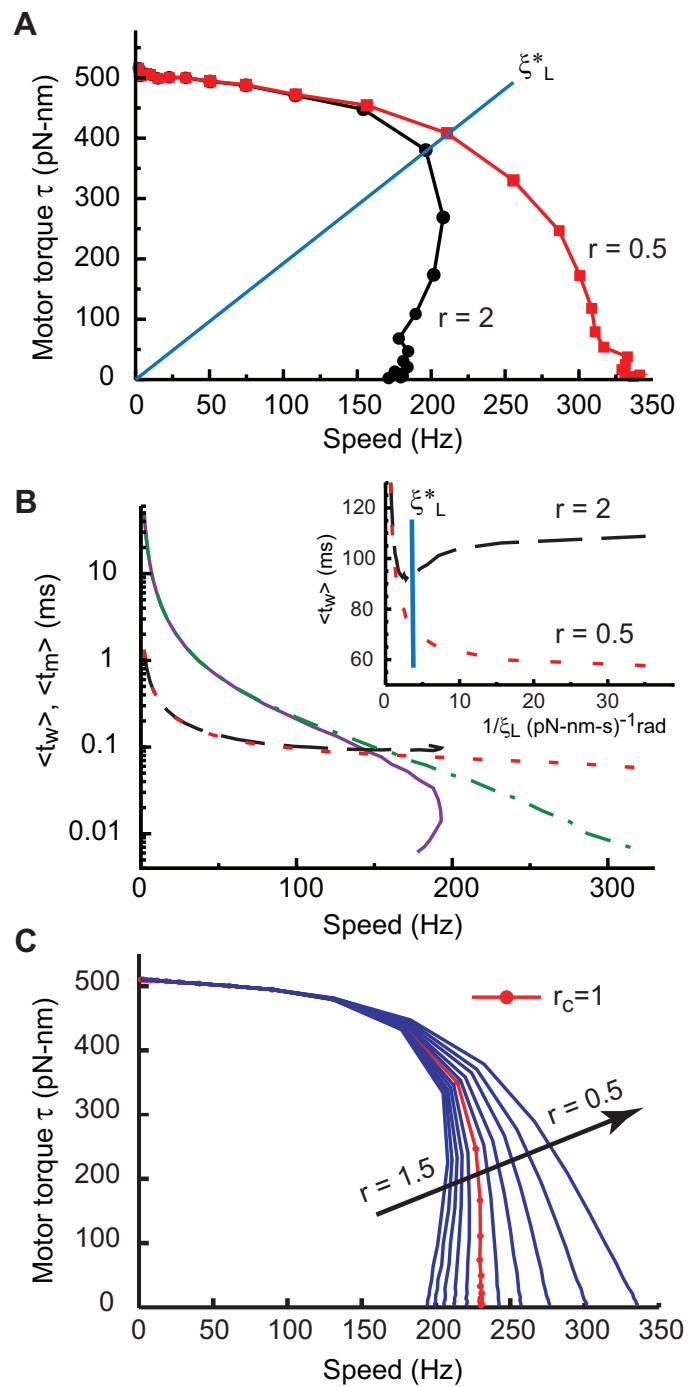 A
500
400
300
200
100
0
Motor torque τ (pN-nm)
ξ*L
r = 0.5
r = 2
0 50 100 150 200 250 300 350
Speed (Hz)
B
10
1
0.1
0.01
<tw>, <tm> (ms)
0 100 200 300
Speed (Hz)
120
100
80
60
<tw> (ms)
ξ*L
r = 2
r = 0.5
0 10 20 30
1/ξL (pN-nm-s)-1rad
C
500
400
300
200
100
0
Motor torque τ (pN-nm)
rc=1
r = 0.5
r = 1.5
0 50 100 150 200 250 300 350
Speed (Hz)